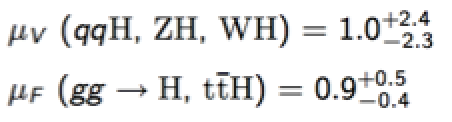 μV (qqH, ZH, WH) = 1.0 +2.4 −2.3
μF (gg → H, tt̄H) = 0.9 +0.5 −0.4